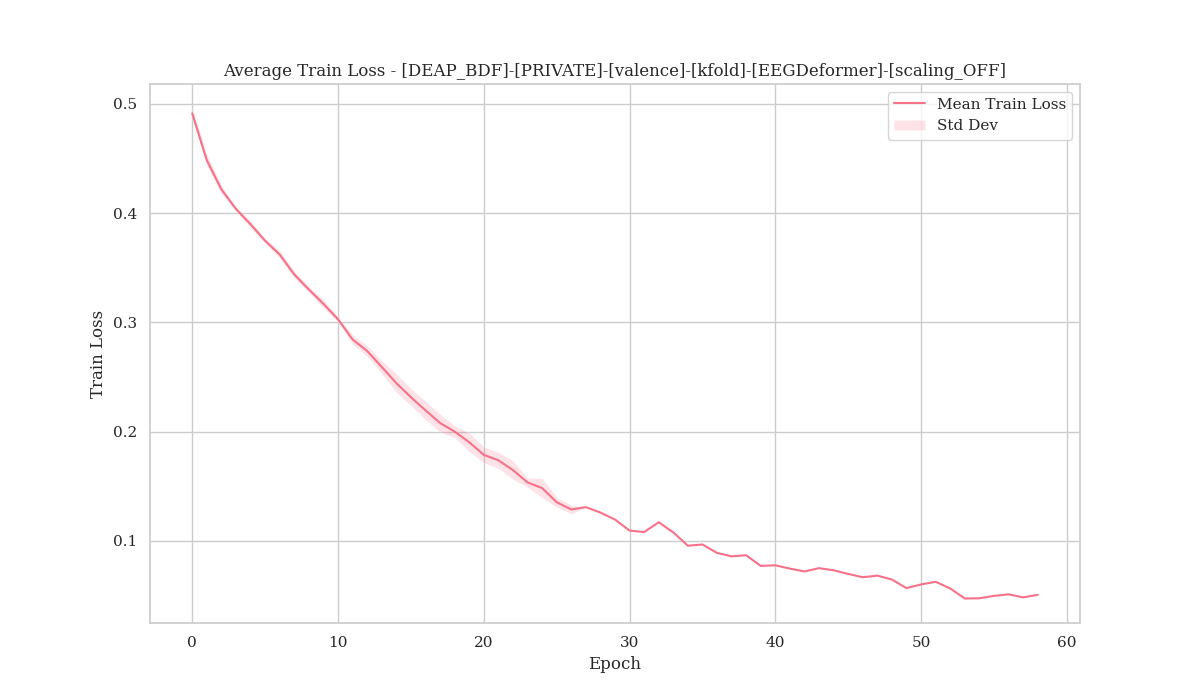 Average Train Loss - [DEAP_BDF]-[PRIVATE]-[valence]-[kfold]-[EEGDeformer]-[scaling_OFF]
Mean Train Loss
Std Dev
0.5
0.4
0.3
0.2
0.1
Train Loss
0 10 20 30 40 50 60
Epoch